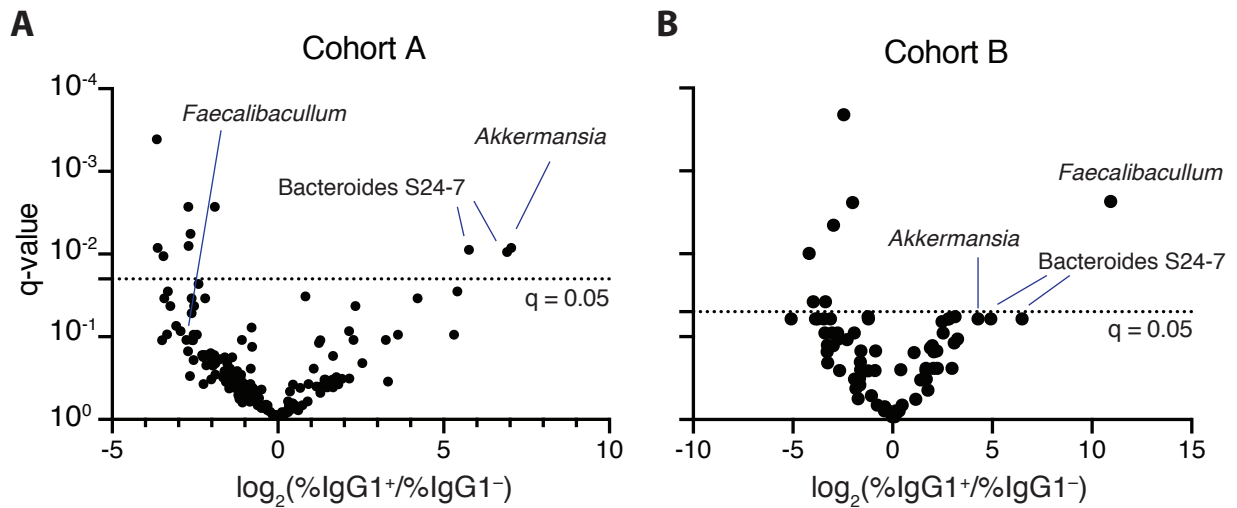 A
Cohort A
10⁻⁴
10⁻³
10⁻²
10⁻¹
10⁰
q-value
Faecalibacullum
Akkermansia
Bacteroides S24-7
q = 0.05
-5
0
5
10
log₂(%IgG1⁺/%IgG1⁻)
B
Cohort B
Faecalibacullum
Akkermansia
Bacteroides S24-7
q = 0.05
-10
-5
0
5
10
15
log₂(%IgG1⁺/%IgG1⁻)